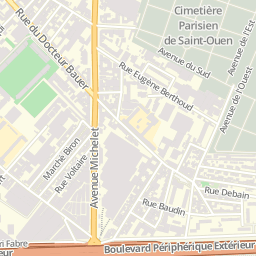 Cimetière
Parisien
de Saint-Ouen
Rue du Docteur Bauer
Avenue du Sud
Avenue de l'Est
Rue Eugène Berthoud
Avenue de l'Ouest
Avenue Michelet
Marché Biron
Rue Voltaire
Rue Debain
Rue Baudin
Boulevard Périphérique Extérieur
m Fabre
rieur